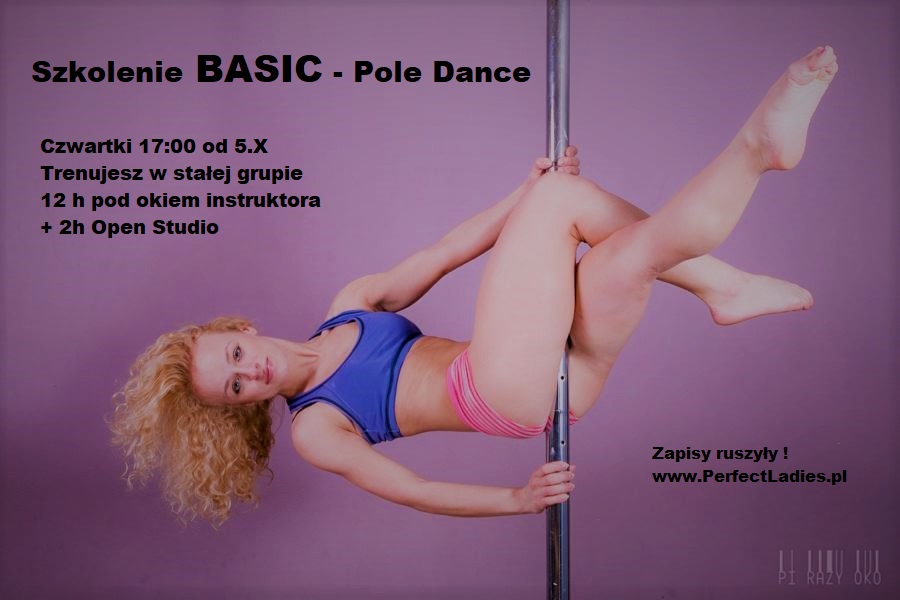 Szkolenie BASIC - Pole Dance
Czwartki 17:00 od 5.X
Trenujesz w stałej grupie
12 h pod okiem instruktora
+ 2h Open Studio
Zapisy ruszyły !
www.PerfectLadies.pl
PI RAZY OKO